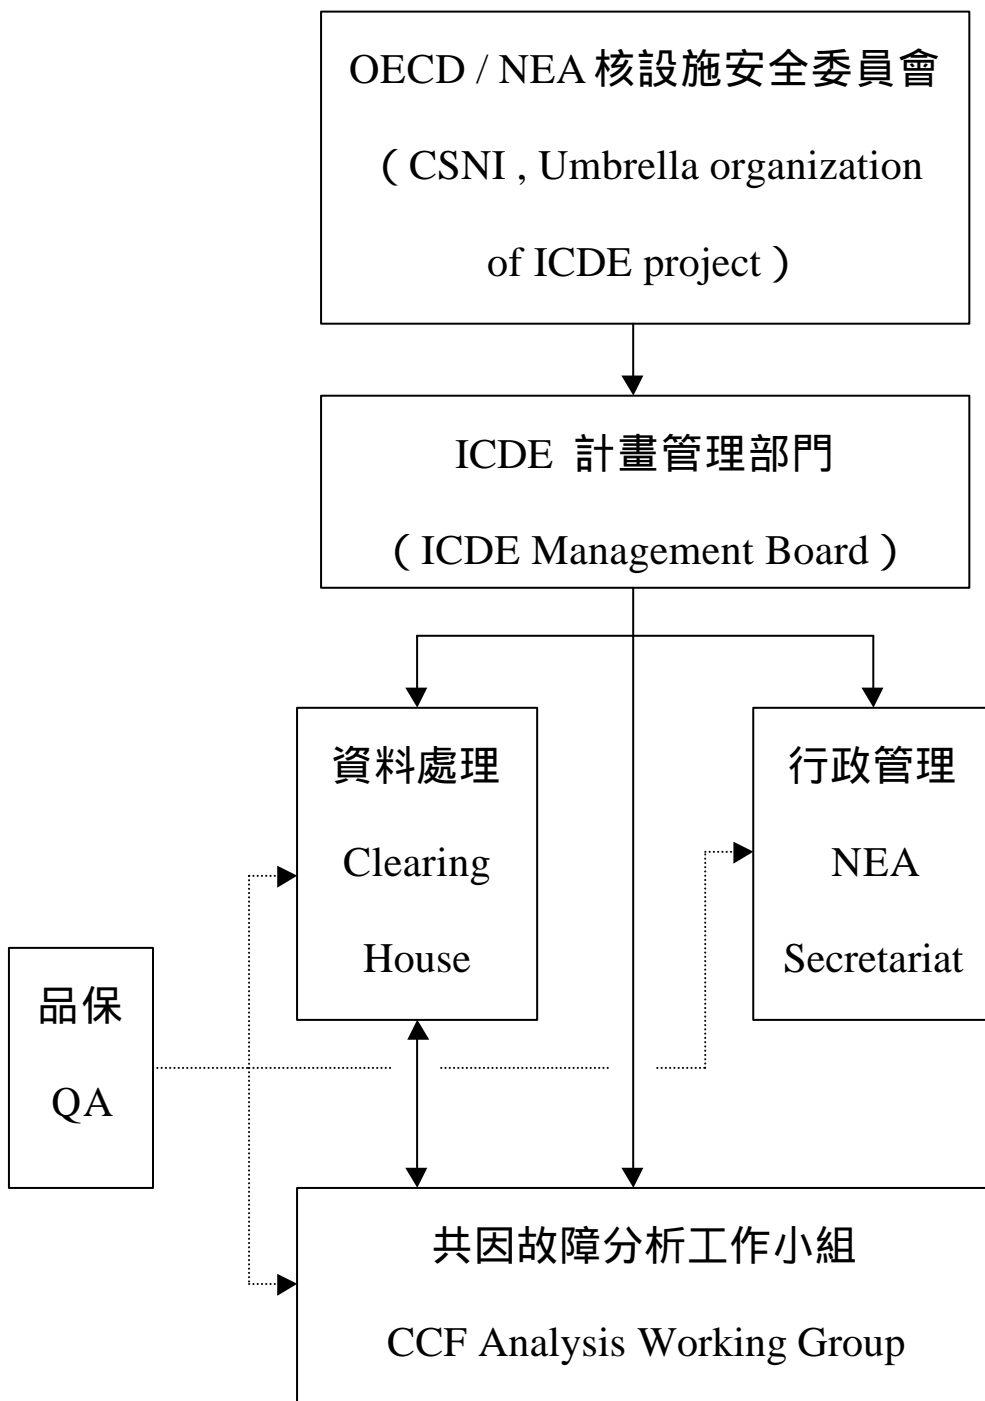 OECD / NEA 核設施安全委員會
（CSNI , Umbrella organization
of ICDE project）
ICDE 計畫管理部門
（ICDE Management Board）
資料處理
Clearing
House
行政管理
NEA
Secretariat
品保
QA
共因故障分析工作小組
CCF Analysis Working Group